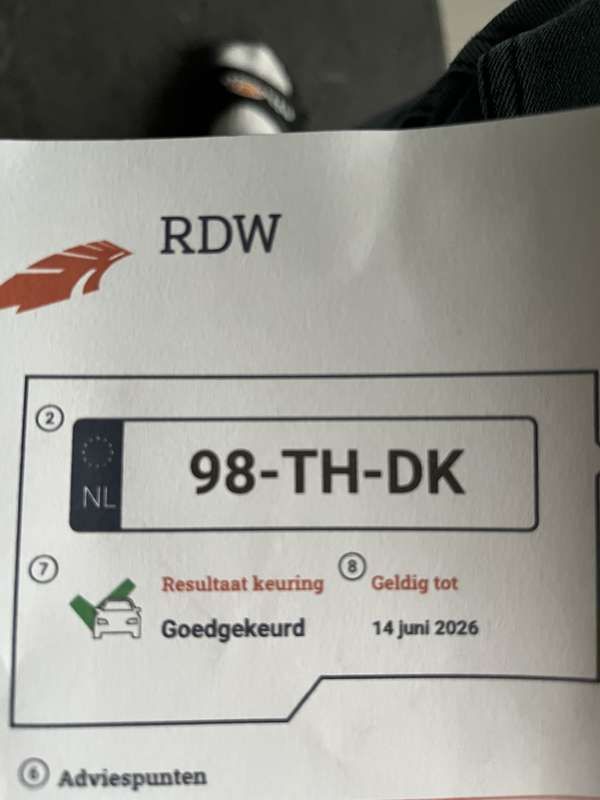 RDW
2
NL
98-TH-DK
7
Resultaat keuring
8
Geldig tot
Goedgekeurd
14 juni 2026
6 Adviespunten